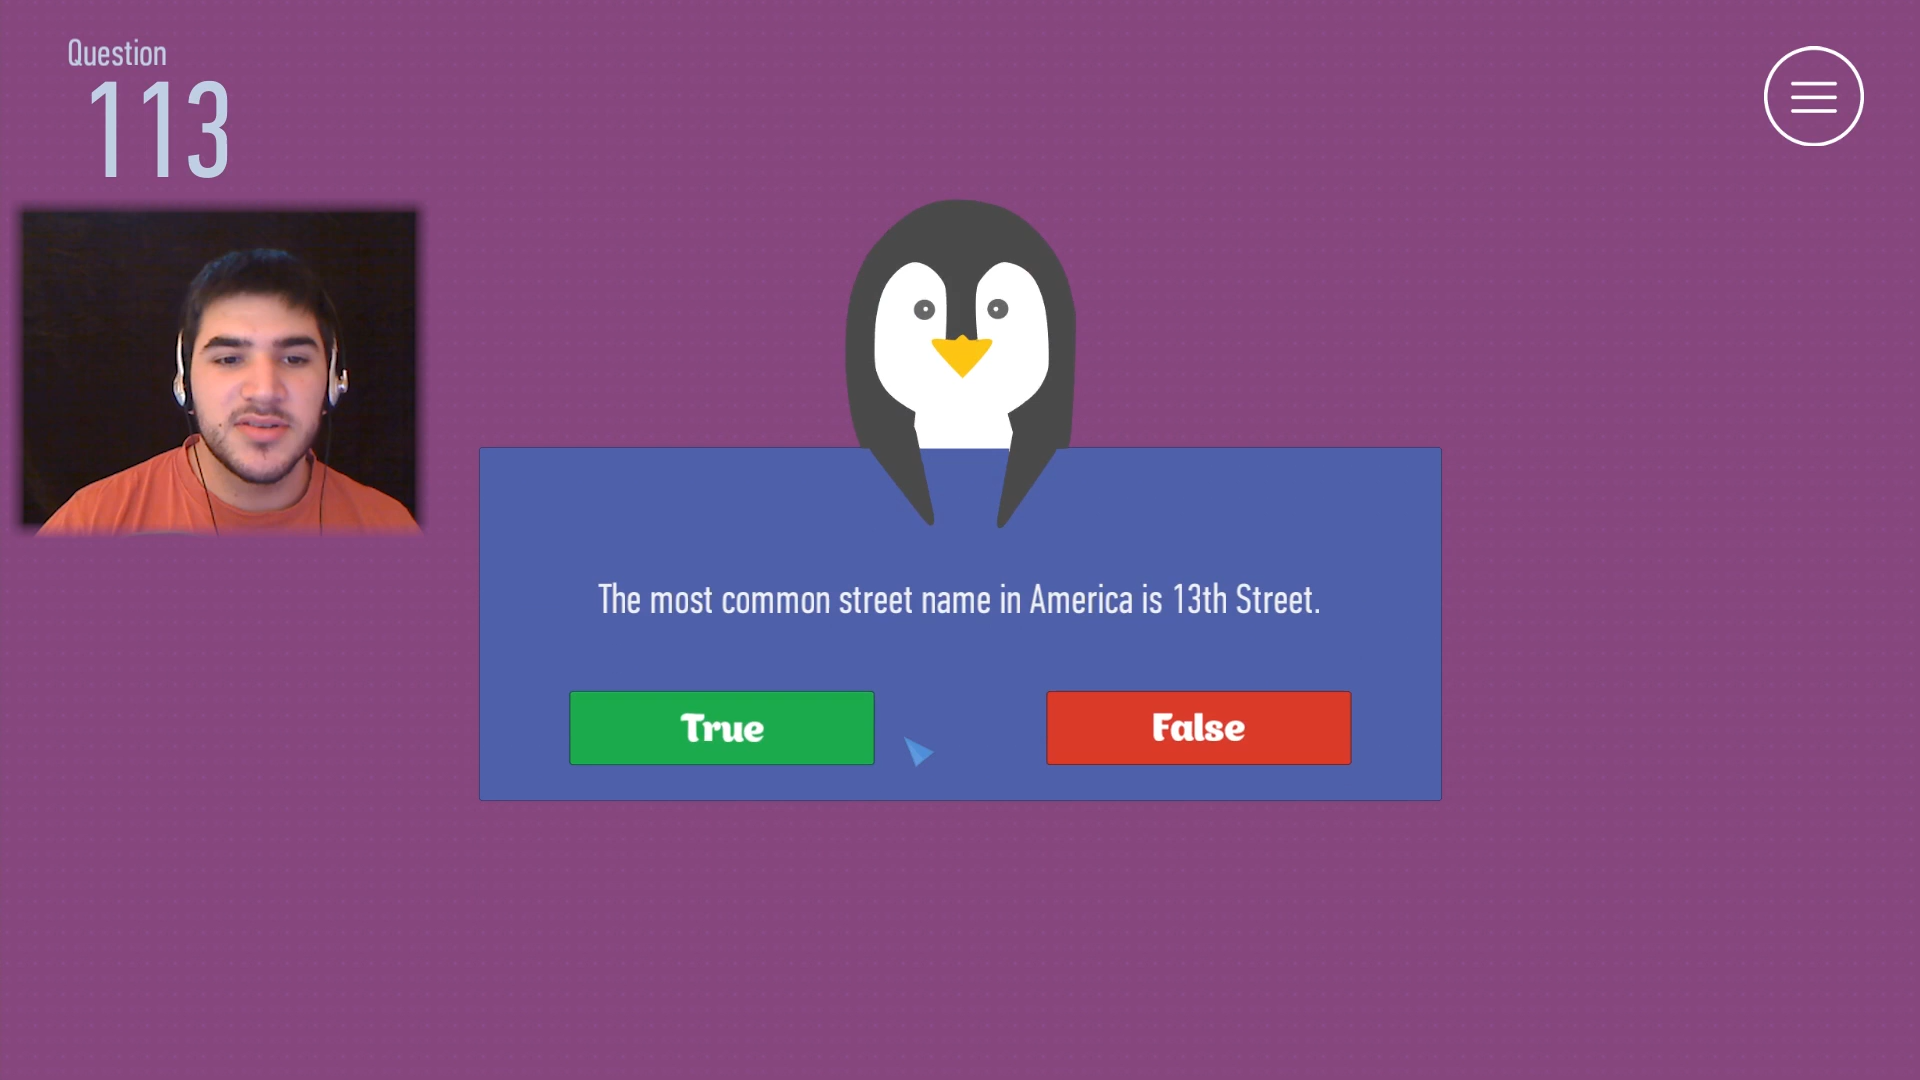 Question
113
The most common street name in America is 13th Street.
True
False